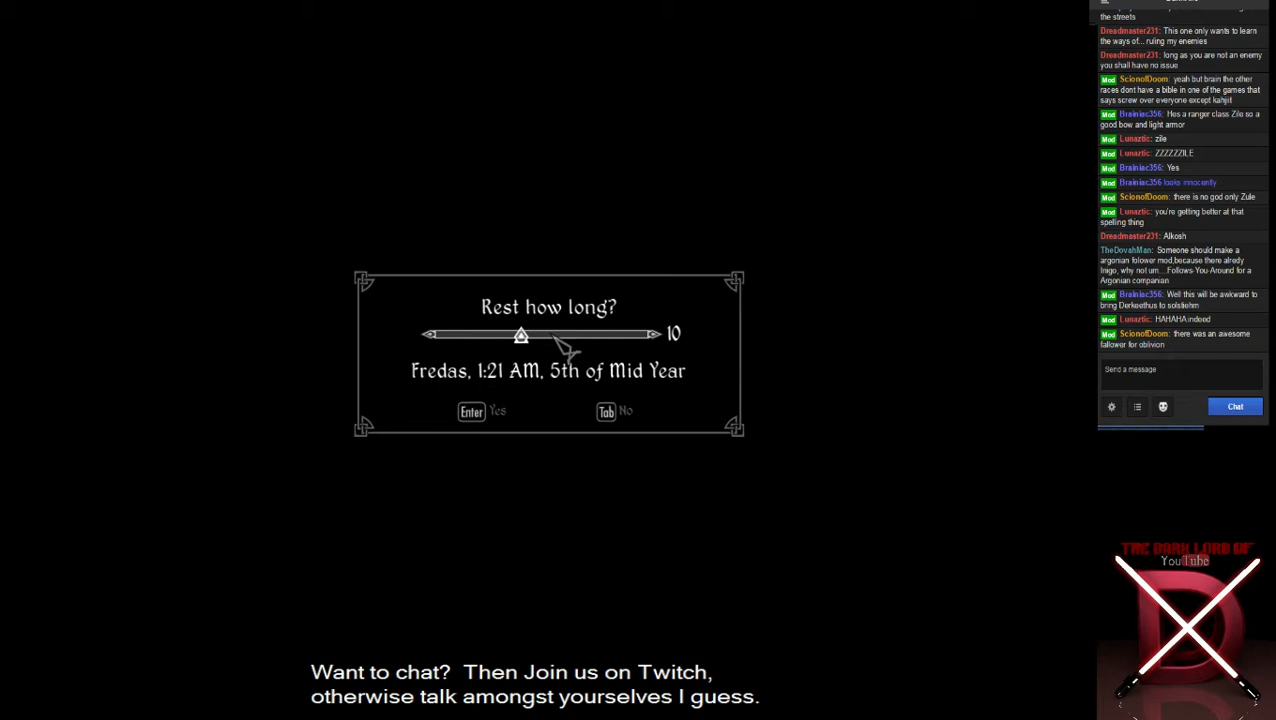 Rest how long?
10
Fredas, 1:21 AM, 5th of Mid Year
Enter Yes
Tab No
Want to chat? Then Join us on Twitch,
otherwise talk amongst yourselves I guess.
the streets
Dreadmaster231: This one only wants to learn
the ways of... ruling my enemies
Dreadmaster231: long as you are not an enemy
you shall have no issue
Mod ScionofDoom: yeah but brain the other
races dont have a bible in one of the games that
says screw over everyone except kahjit
Mod Brainiac356: Hes a ranger class Zile so a
good bow and light armor
Mod Lunaztic: zile
Mod Lunaztic: ZZZZZZILE
Mod Brainiac356: Yes
Mod Brainiac356 looks innocently
Mod ScionofDoom: there is no god only Zule
Mod Lunaztic: you're getting better at that
spelling thing
Dreadmaster231: Alkosh
TheDovahMan: Someone should make a
argonian folower mod,because there alredy
Inigo, why not um....Follows-You-Around for a
Argonian companian
Mod Brainiac356: Well this will be awkward to
bring Derkeethus to solstiehm
Mod Lunaztic: HAHAHA indeed
Mod ScionofDoom: there was an awesome
fallower for oblivion
Send a message
Chat
THE DARK LORD OF
YouTube
D